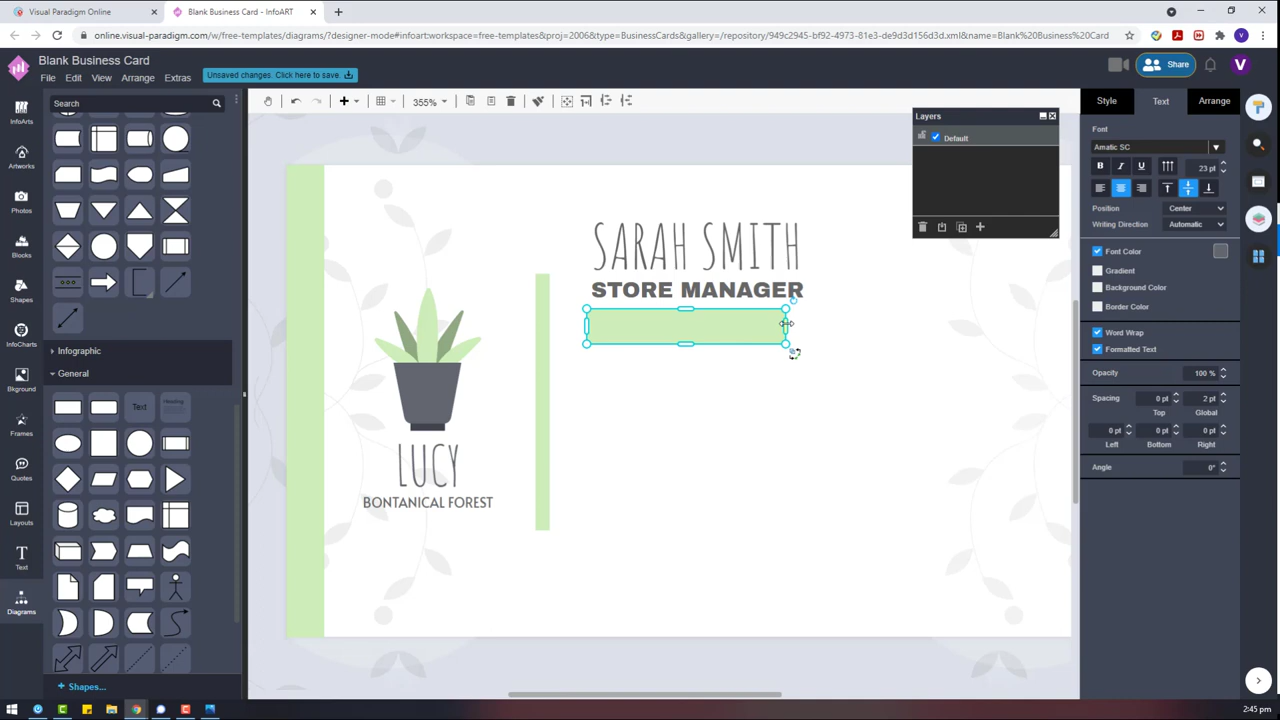 Visual Paradigm Online
Blank Business Card - InfoART
online.visual-paradigm.com/w/free-templates/diagrams/?designer-mode#infoart:workspace=free-templates&proj=2006&type=BusinessCards&gallery=/repository/949c2945-bf92-4973-81e3-de9d3d156d3d.xml&name=Blank%20Business%20Card
Blank Business Card
File Edit View Arrange Extras
Unsaved changes. Click here to save.
Share
V
Search
355%
Layers
Default
Style Text Arrange
Font
Amatic SC
B I U
23 pt
Position Center
Writing Direction Automatic
Font Color
Gradient
Background Color
Border Color
Word Wrap
Formatted Text
Opacity 100 %
Spacing 0 pt 2 pt
Top Global
0 pt 0 pt 0 pt
Left Bottom Right
Angle 0°
InfoArts
Artworks
Photos
Blocks
Shapes
InfoCharts
Bkground
Frames
Quotes
Layouts
Text
Diagrams
Infographic
General
Text
Heading
+ Shapes...
SARAH SMITH
STORE MANAGER
LUCY
BONTANICAL FOREST
2:45 pm